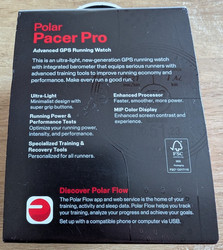 Polar
Pacer Pro
Advanced GPS Running Watch
This is an ultra-light, new-generation GPS running watch
with integrated barometer that equips serious runners with
advanced training tools to improve running economy and
performance. Make every run a good run.
Ultra-Light
Minimalist design with
super grip buttons.
Running Power &
Performance Tools
Optimize your running power,
intensity, and performance.
Specialized Training &
Recovery Tools
Personalized for all runners.
Enhanced Processor
Faster, smoother, more power.
MIP Color Display
Enhanced screen contrast and
experience.
FSC
Discover Polar Flow
The Polar Flow app and web service is the home of your
training, activity and sleep data. Polar Flow helps you track
your training, analyze your progress and achieve your goals.
Set up with a compatible phone or computer via USB.